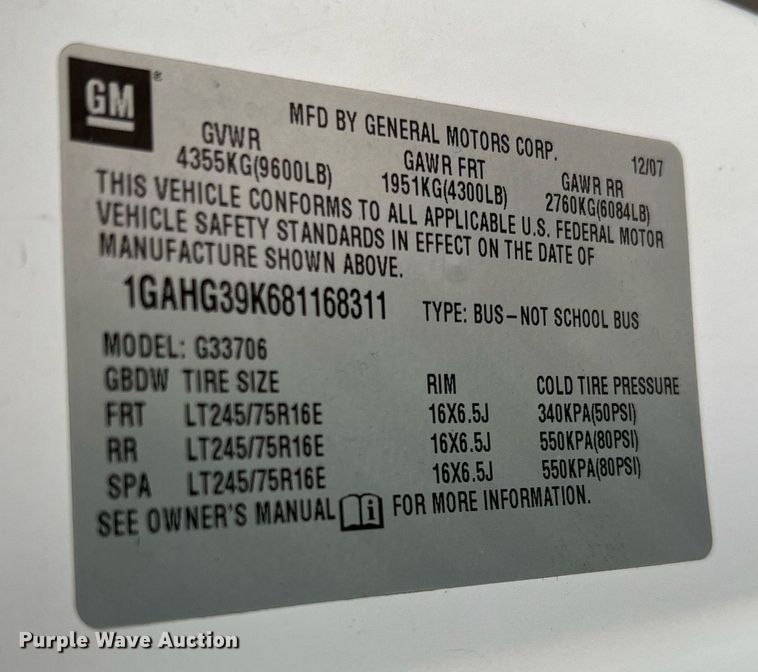 GM
MFD BY GENERAL MOTORS CORP. 12/07
GVWR GAWR FRT GAWR RR
4355KG(9600LB) 1951KG(4300LB) 2760KG(6084LB)
THIS VEHICLE CONFORMS TO ALL APPLICABLE U.S. FEDERAL MOTOR
VEHICLE SAFETY STANDARDS IN EFFECT ON THE DATE OF
MANUFACTURE SHOWN ABOVE.
1GAHG39K681168311 TYPE: BUS-NOT SCHOOL BUS
MODEL: G33706
GBDW TIRE SIZE RIM COLD TIRE PRESSURE
FRT LT245/75R16E 16X6.5J 340KPA(50PSI)
RR LT245/75R16E 16X6.5J 550KPA(80PSI)
SPA LT245/75R16E 16X6.5J 550KPA(80PSI)
SEE OWNER'S MANUAL i FOR MORE INFORMATION.
Purple Wave Auction